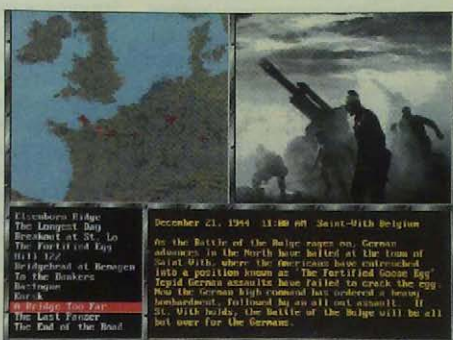 Elsenborn Ridge
The Longest Day
Breakout at St. Lo
The Fortified Egg
Hill 122
Bridgehead at Remagen
To the Bunkers
Bastogne
Kursk
A Bridge Too Far
The Last Panzer
The End of the Road
December 21, 1944 11:00 AM Saint-Vith Belgium
As the Battle of the Bulge rages on, German
advances in the North have halted at the town of
Saint Vith, where the Americans have entrenched
into a position known as 'The Fortified Goose Egg'
Tepid German assaults have failed to crack the egg.
Now the German high command has ordered a heavy
bombardment, followed by an all out assault. If
St. Vith holds, the Battle of the Bulge will be all
but over for the Germans.